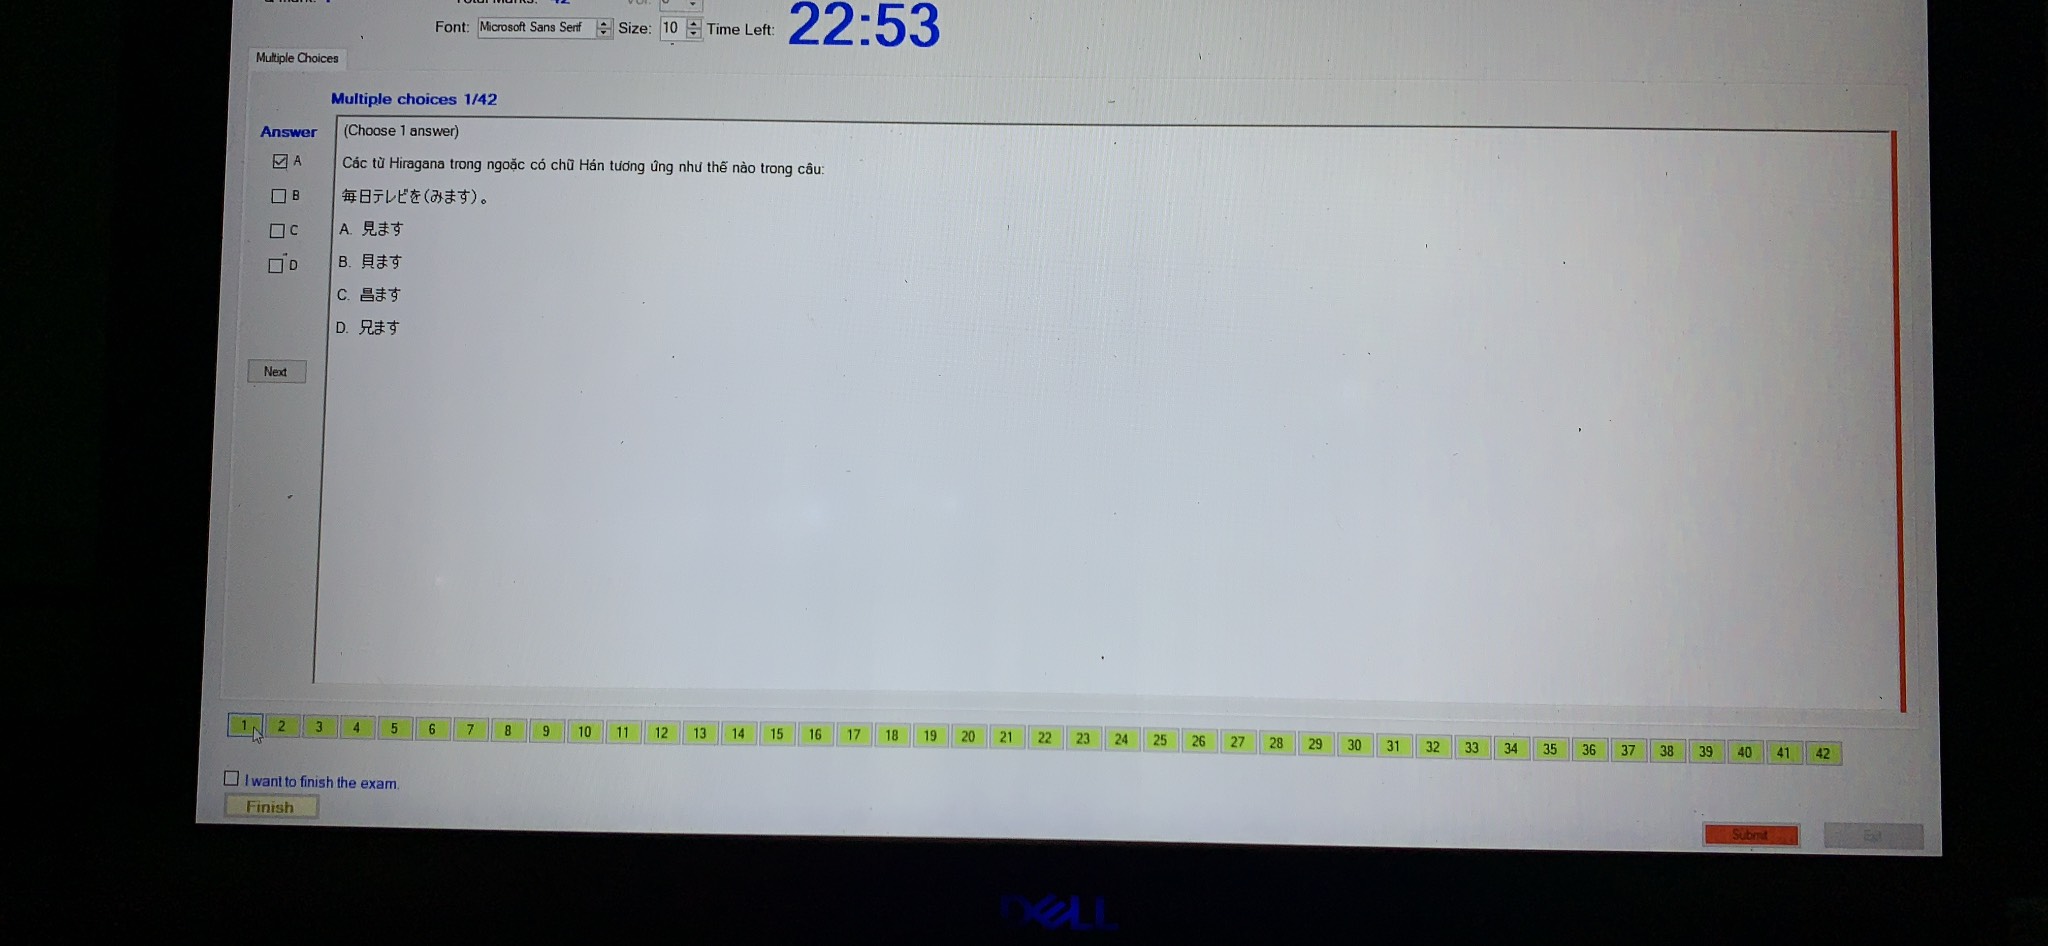 Font: Microsoft Sans Serif Size: 10 Time Left: 22:53
Multiple Choices
Multiple choices 1/42
Answer
(Choose 1 answer)
A
Các từ Hiragana trong ngoặc có chữ Hán tương ứng như thế nào trong câu:
B
毎日テレビを(みます)。
C
A. 見ます
D
B. 貝ます
C. 昌ます
D. 兄ます
Next
1 2 3 4 5 6 7 8 9 10 11 12 13 14 15 16 17 18 19 20 21 22 23 24 25 26 27 28 29 30 31 32 33 34 35 36 37 38 39 40 41 42
I want to finish the exam.
Finish
Submit Exit
DELL